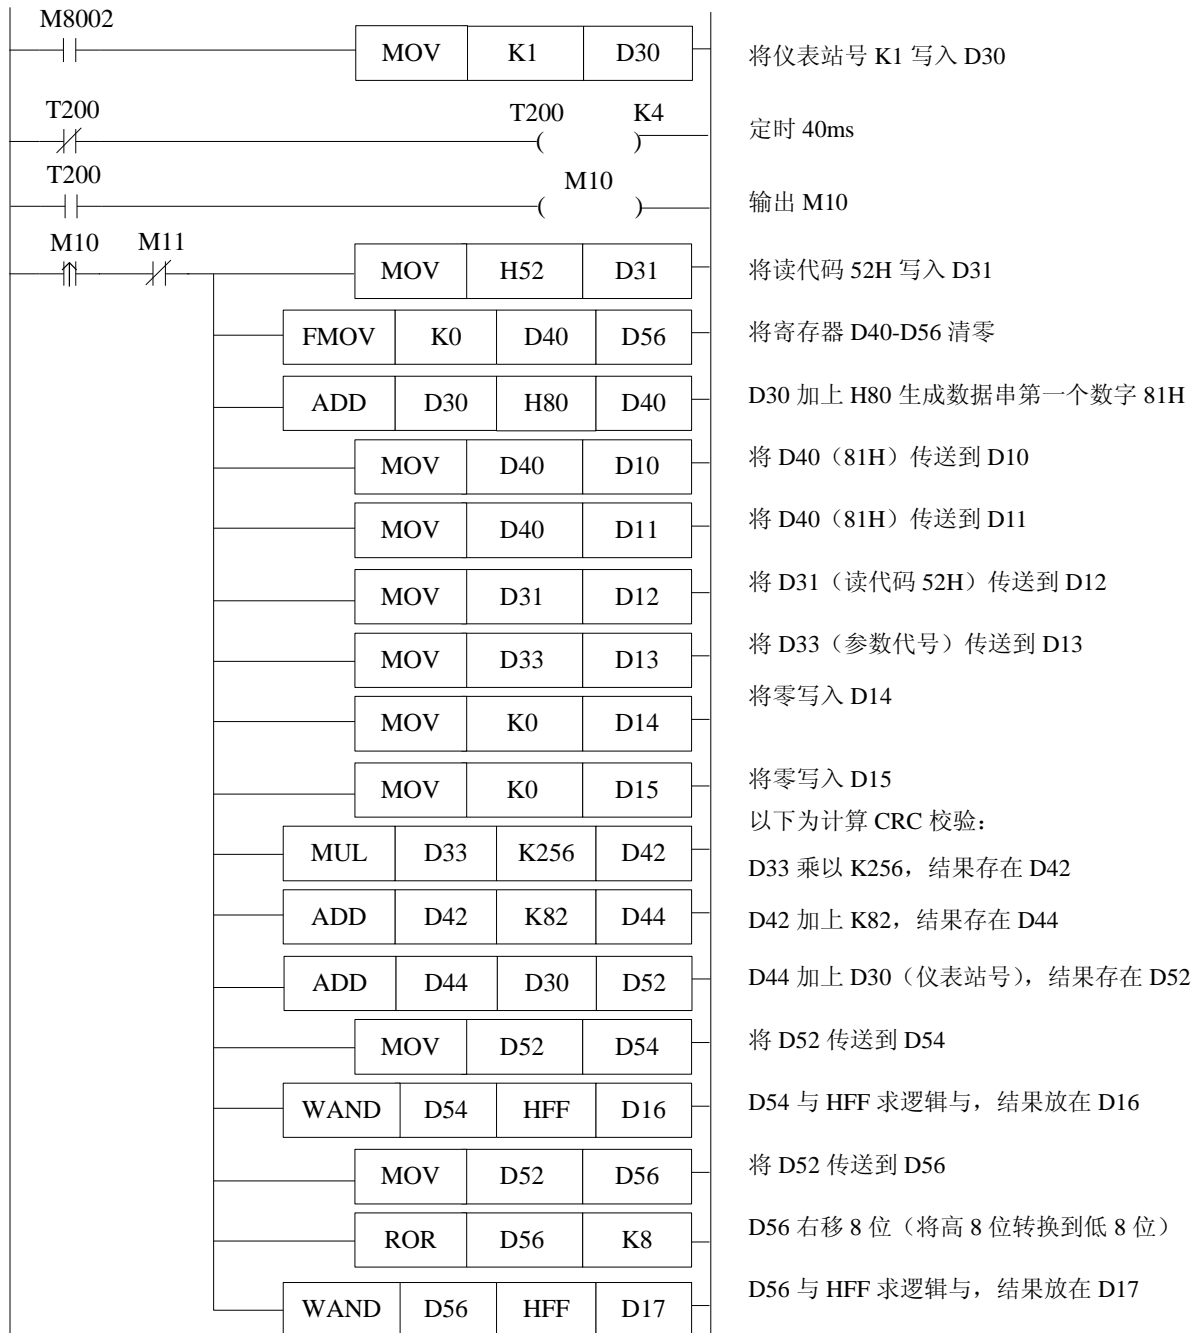 M8002
MOV K1 D30 将仪表站号 K1 写入 D30
T200 T200 K4 定时 40ms
T200 M10 输出 M10
M10 M11
MOV H52 D31 将读代码 52H 写入 D31
FMOV K0 D40 D56 将寄存器 D40-D56 清零
ADD D30 H80 D40 D30 加上 H80 生成数据串第一个数字 81H
MOV D40 D10 将 D40（81H）传送到 D10
MOV D40 D11 将 D40（81H）传送到 D11
MOV D31 D12 将 D31（读代码 52H）传送到 D12
MOV D33 D13 将 D33（参数代号）传送到 D13
MOV K0 D14 将零写入 D14
MOV K0 D15 将零写入 D15
以下为计算 CRC 校验：
MUL D33 K256 D42 D33 乘以 K256，结果存在 D42
ADD D42 K82 D44 D42 加上 K82，结果存在 D44
ADD D44 D30 D52 D44 加上 D30（仪表站号），结果存在 D52
MOV D52 D54 将 D52 传送到 D54
WAND D54 HFF D16 D54 与 HFF 求逻辑与，结果放在 D16
MOV D52 D56 将 D52 传送到 D56
ROR D56 K8 D56 右移 8 位（将高 8 位转换到低 8 位）
WAND D56 HFF D17 D56 与 HFF 求逻辑与，结果放在 D17